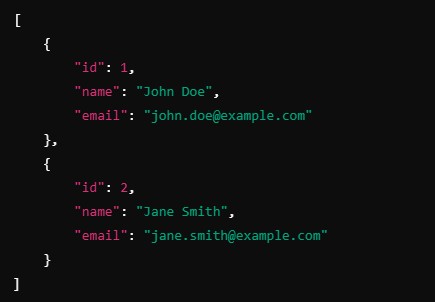 [
    {
        "id": 1,
        "name": "John Doe",
        "email": "john.doe@example.com"
    },
    {
        "id": 2,
        "name": "Jane Smith",
        "email": "jane.smith@example.com"
    }
]